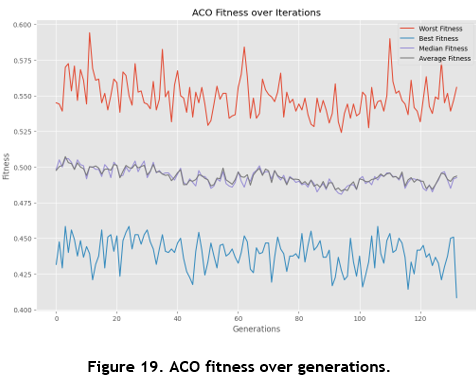 ACO Fitness over Iterations
Worst Fitness
Best Fitness
Median Fitness
Average Fitness
Fitness
0.600
0.575
0.550
0.525
0.500
0.475
0.450
0.425
0.400
0
20
40
60
80
100
120
Generations
Figure 19. ACO fitness over generations.